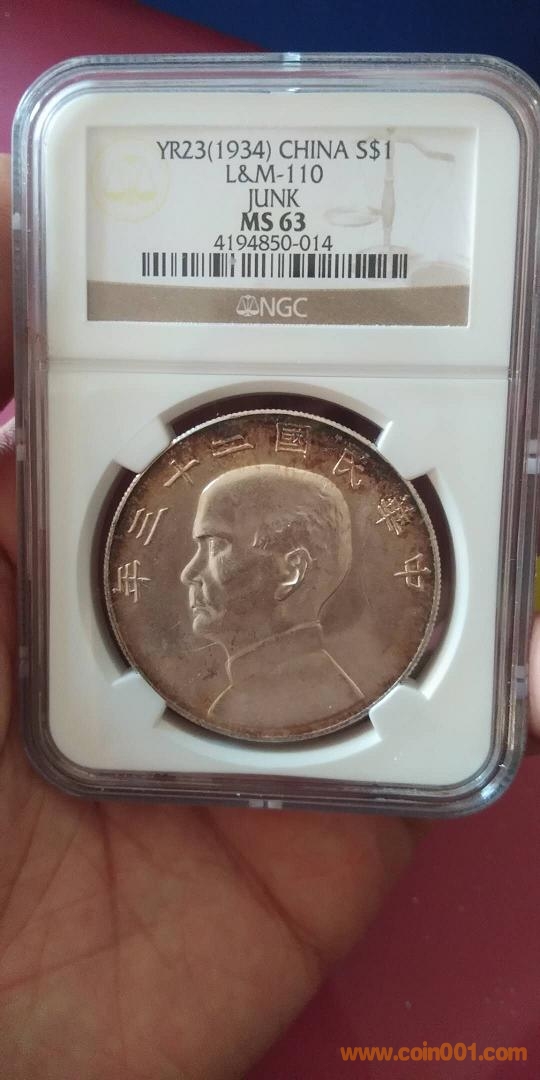 YR23(1934) CHINA S$1
L&M-110
JUNK
MS 63
4194850-014
NGC
年三十二國民華中
www.coin001.com